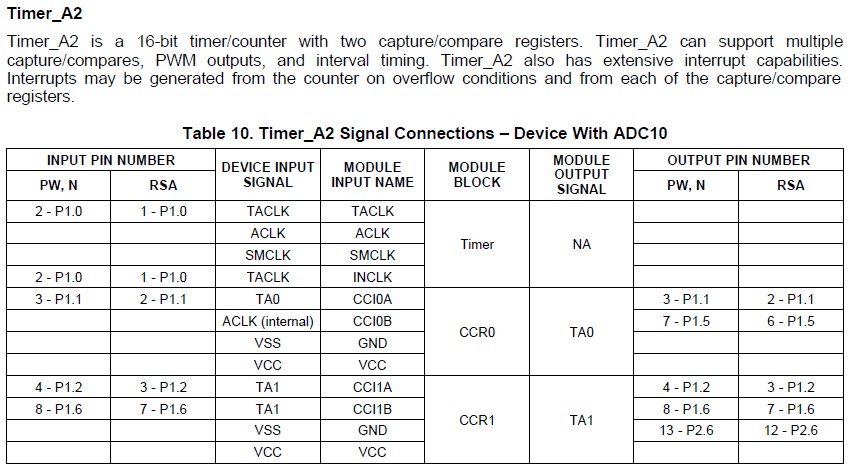 Timer_A2
Timer_A2 is a 16-bit timer/counter with two capture/compare registers. Timer_A2 can support multiple
capture/compares, PWM outputs, and interval timing. Timer_A2 also has extensive interrupt capabilities.
Interrupts may be generated from the counter on overflow conditions and from each of the capture/compare
registers.
Table 10. Timer_A2 Signal Connections – Device With ADC10
INPUT PIN NUMBER DEVICE INPUT SIGNAL MODULE INPUT NAME MODULE BLOCK MODULE OUTPUT SIGNAL OUTPUT PIN NUMBER
PW, N RSA PW, N RSA
2 - P1.0 1 - P1.0 TACLK TACLK Timer NA
ACLK ACLK
SMCLK SMCLK
2 - P1.0 1 - P1.0 TACLK INCLK
3 - P1.1 2 - P1.1 TA0 CCI0A CCR0 TA0 3 - P1.1 2 - P1.1
ACLK (internal) CCI0B 7 - P1.5 6 - P1.5
VSS GND
VCC VCC
4 - P1.2 3 - P1.2 TA1 CCI1A CCR1 TA1 4 - P1.2 3 - P1.2
8 - P1.6 7 - P1.6 TA1 CCI1B 8 - P1.6 7 - P1.6
VSS GND 13 - P2.6 12 - P2.6
VCC VCC